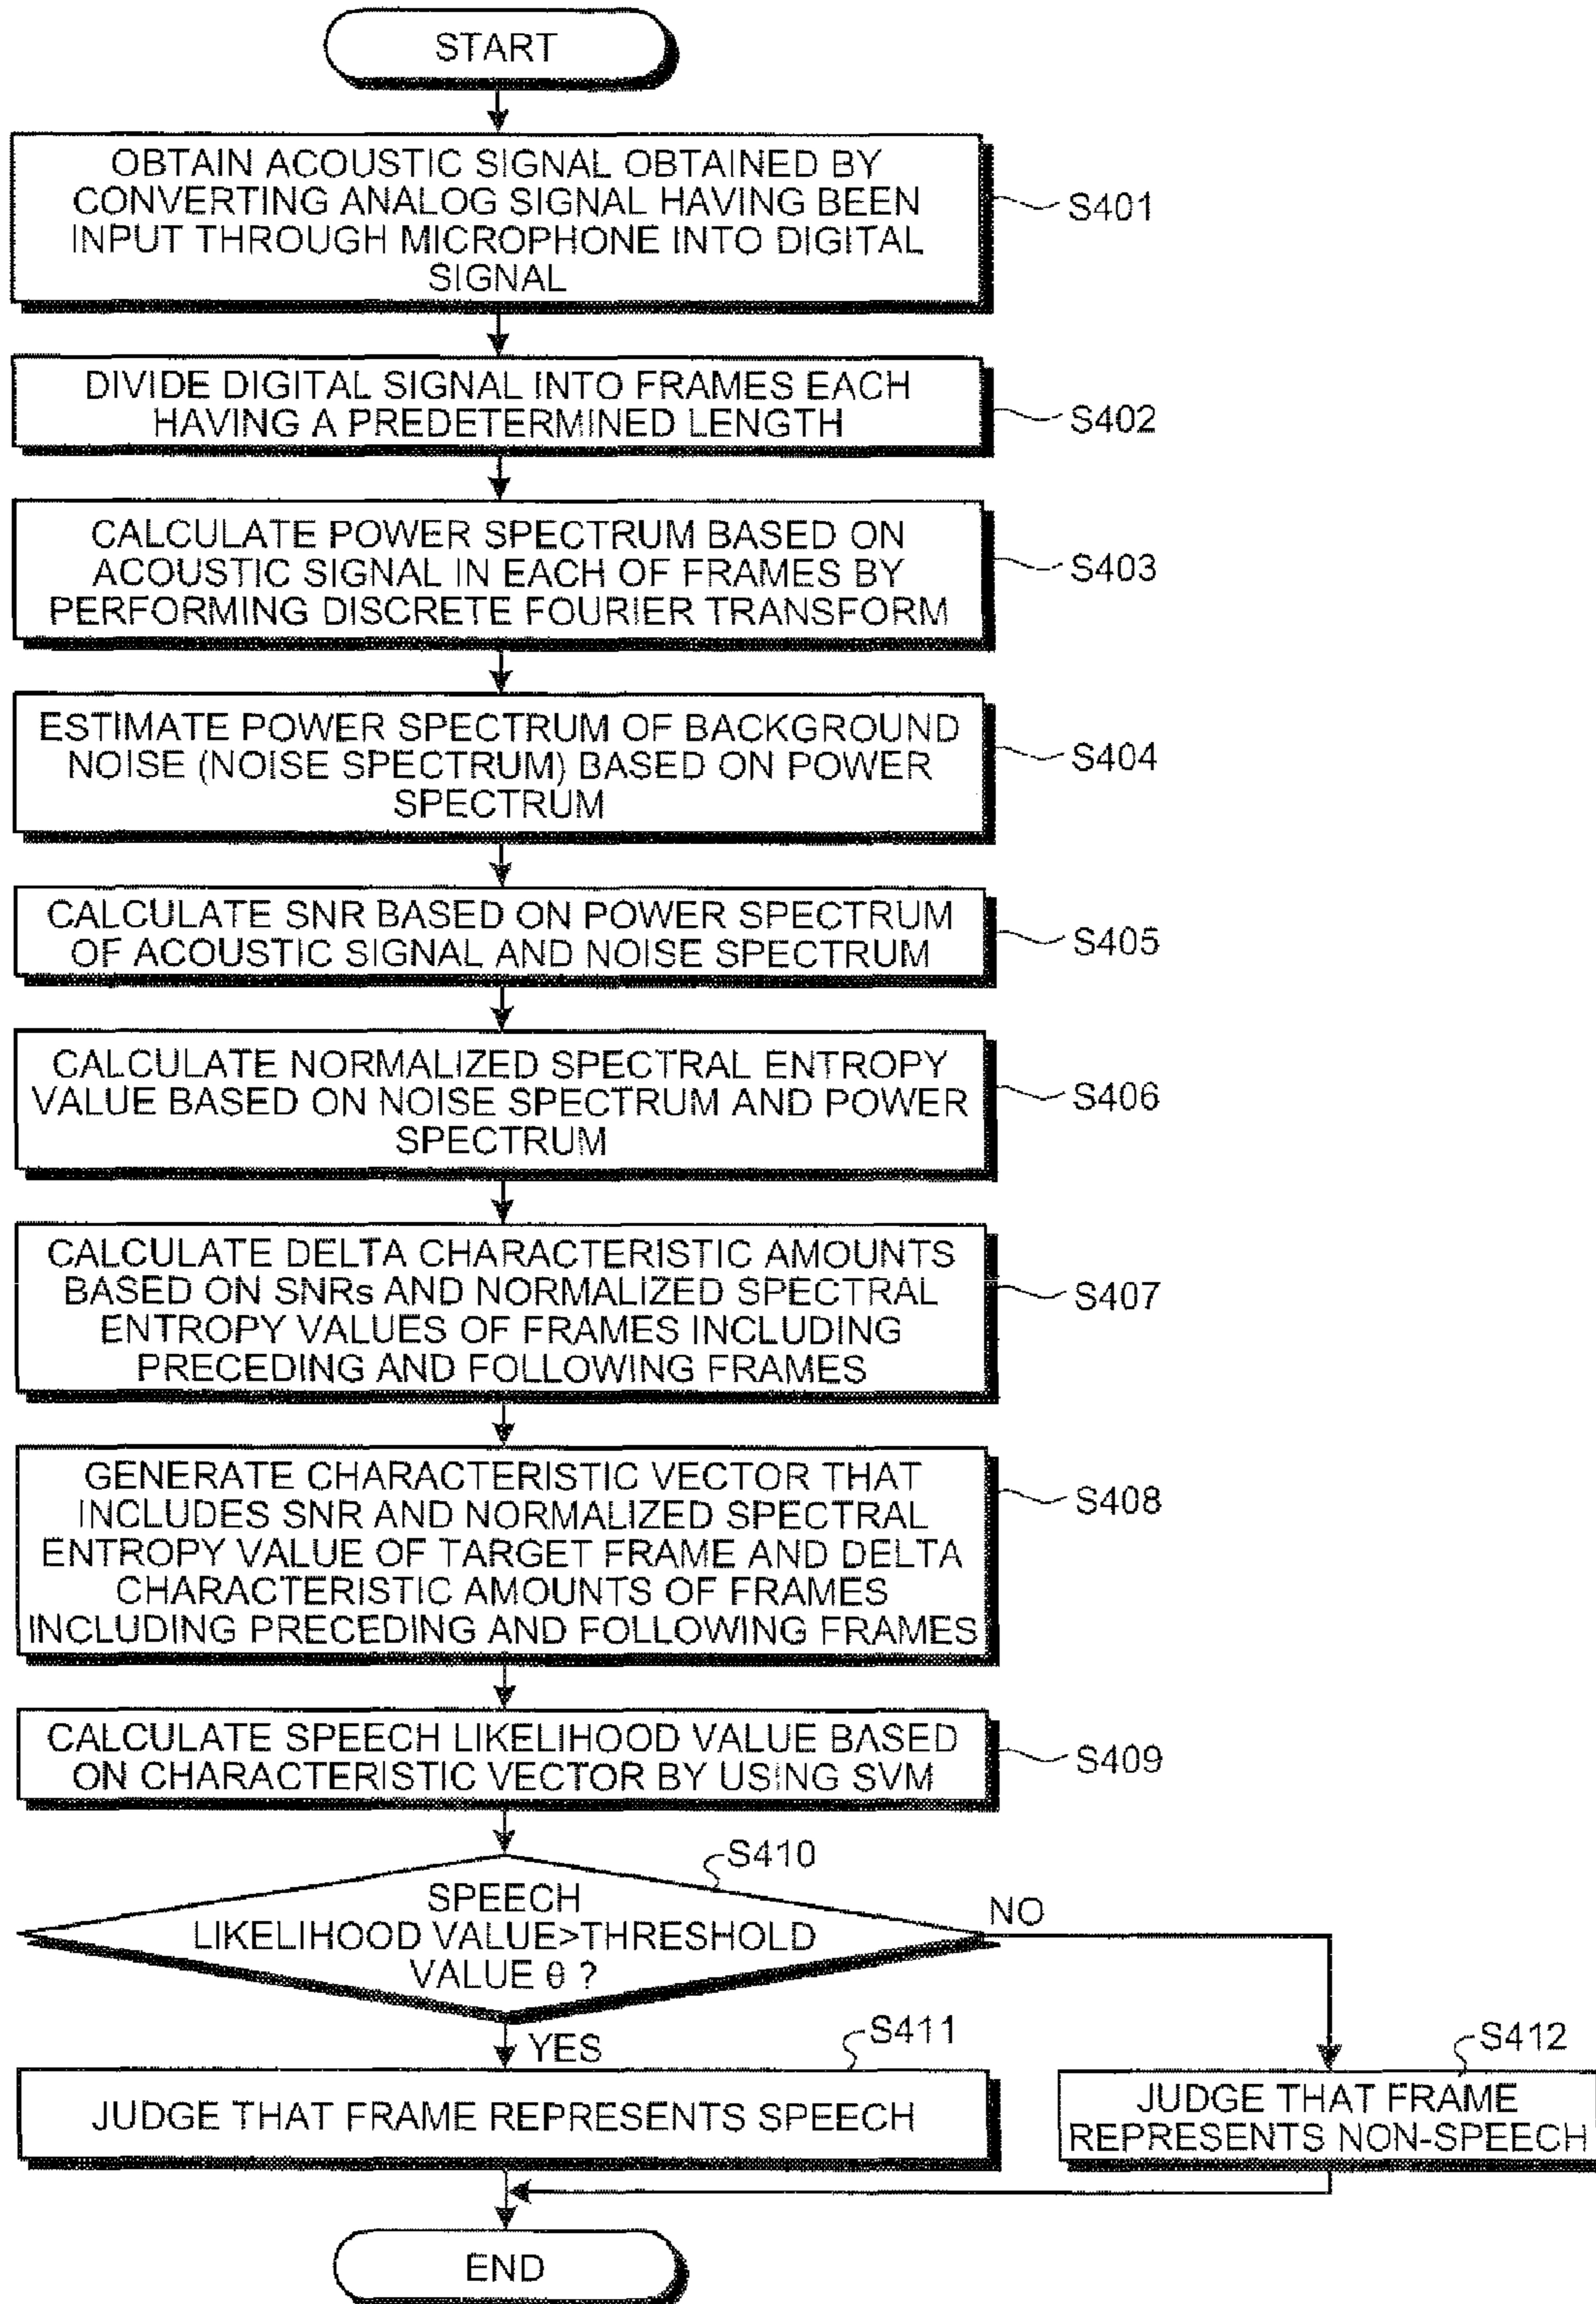 START
OBTAIN ACOUSTIC SIGNAL OBTAINED BY
CONVERTING ANALOG SIGNAL HAVING BEEN
INPUT THROUGH MICROPHONE INTO DIGITAL
SIGNAL
S401
DIVIDE DIGITAL SIGNAL INTO FRAMES EACH
HAVING A PREDETERMINED LENGTH
S402
CALCULATE POWER SPECTRUM BASED ON
ACOUSTIC SIGNAL IN EACH OF FRAMES BY
PERFORMING DISCRETE FOURIER TRANSFORM
S403
ESTIMATE POWER SPECTRUM OF BACKGROUND
NOISE (NOISE SPECTRUM) BASED ON POWER
SPECTRUM
S404
CALCULATE SNR BASED ON POWER SPECTRUM
OF ACOUSTIC SIGNAL AND NOISE SPECTRUM
S405
CALCULATE NORMALIZED SPECTRAL ENTROPY
VALUE BASED ON NOISE SPECTRUM AND POWER
SPECTRUM
S406
CALCULATE DELTA CHARACTERISTIC AMOUNTS
BASED ON SNRs AND NORMALIZED SPECTRAL
ENTROPY VALUES OF FRAMES INCLUDING
PRECEDING AND FOLLOWING FRAMES
S407
GENERATE CHARACTERISTIC VECTOR THAT
INCLUDES SNR AND NORMALIZED SPECTRAL
ENTROPY VALUE OF TARGET FRAME AND DELTA
CHARACTERISTIC AMOUNTS OF FRAMES
INCLUDING PRECEDING AND FOLLOWING FRAMES
S408
CALCULATE SPEECH LIKELIHOOD VALUE BASED
ON CHARACTERISTIC VECTOR BY USING SVM
S409
S410
SPEECH
LIKELIHOOD VALUE>THRESHOLD
VALUE θ ?
NO
YES
S411
JUDGE THAT FRAME REPRESENTS SPEECH
S412
JUDGE THAT FRAME
REPRESENTS NON-SPEECH
END